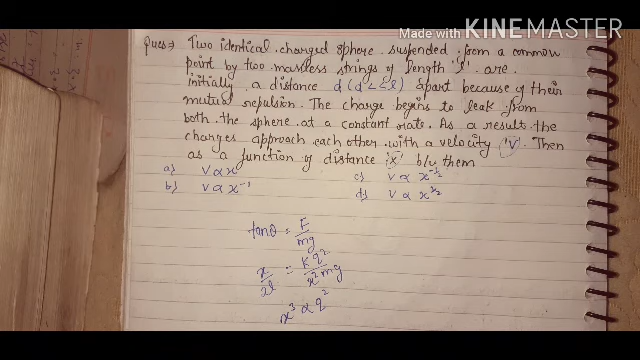 Made with KINEMASTER
Ques → Two identical charged sphere suspended from a common
point by two massless strings of length 'l' are
initially a distance d (d << l) apart because of their
mutual repulsion. The charge begins to leak from
both the sphere at a constant rate. As a result the
charges approach each other with a velocity 'v'. Then
as a function of distance 'x' b/w them
a) v ∝ x c) v ∝ x^-1/2
b) v ∝ x^-1 d) v ∝ x^3/2
tanθ = F/mg
x/2l = Kq²/x²mg
x³ ∝ q²